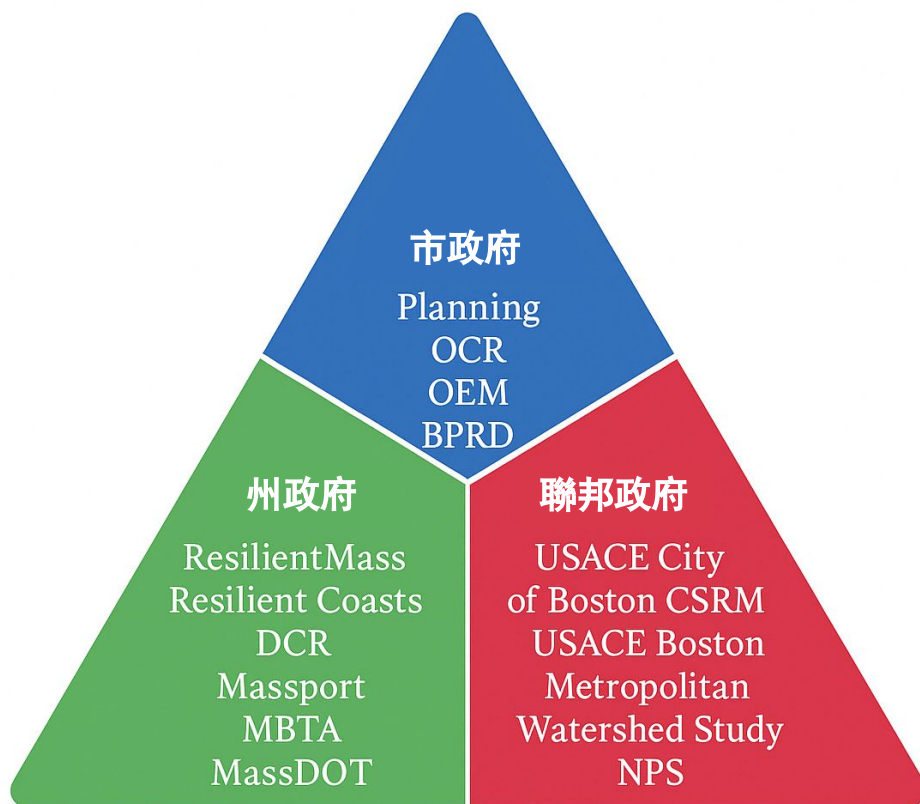 市政府
Planning
OCR
OEM
BPRD
州政府
ResilientMass
Resilient Coasts
DCR
Massport
MBTA
MassDOT
聯邦政府
USACE City
of Boston CSRM
USACE Boston
Metropolitan
Watershed Study
NPS